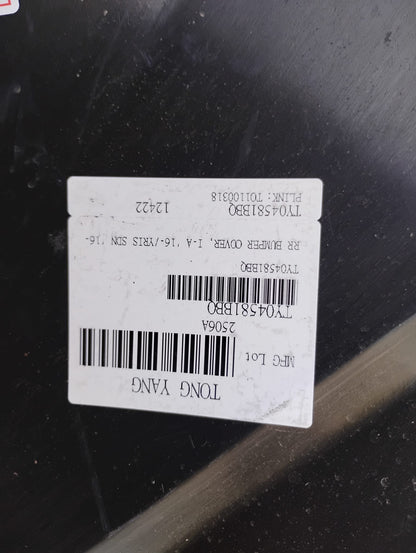 TONG YANG
MFG Lot
2506A
TY04581BBQ
TY04581BBQ
RR BUMPER COVER, I-A '16-/YRIS SDN '16-
TY04581BBQ 12422
PLINK: TO1100318